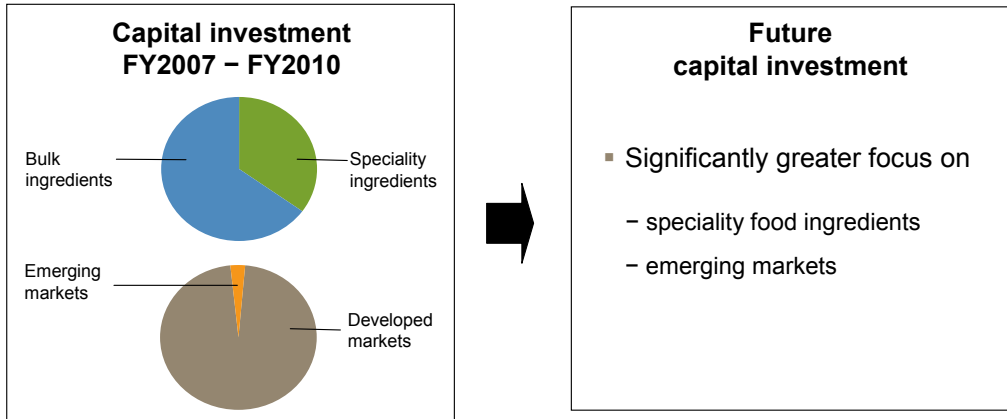 Capital investment
FY2007 − FY2010
Bulk
ingredients
Speciality
ingredients
Emerging
markets
Developed
markets
Future
capital investment
▪ Significantly greater focus on
− speciality food ingredients
− emerging markets